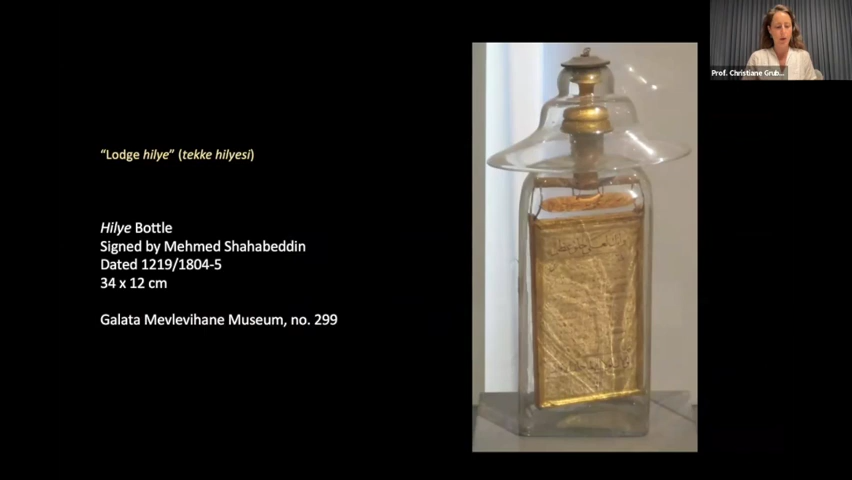 “Lodge hilye” (tekke hilyesi)
Hilye Bottle
Signed by Mehmed Shahabeddin
Dated 1219/1804-5
34 x 12 cm
Galata Mevlevihane Museum, no. 299
Prof. Christiane Grub...